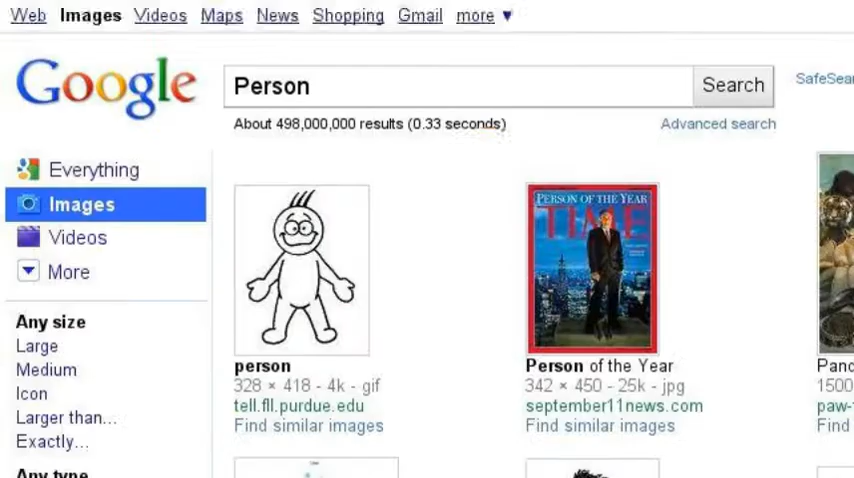 Web Images Videos Maps News Shopping Gmail more ▼
Google
Person
Search
SafeSear
About 498,000,000 results (0.33 seconds)
Advanced search
Everything
Images
Videos
More
Any size
Large
Medium
Icon
Larger than...
Exactly...
Any type
PERSON OF THE YEAR
TIME
person
328 × 418 - 4k - gif
tell.fll.purdue.edu
Find similar images
Person of the Year
342 × 450 - 25k - jpg
september11news.com
Find similar images
Pand
1500
paw-
Find